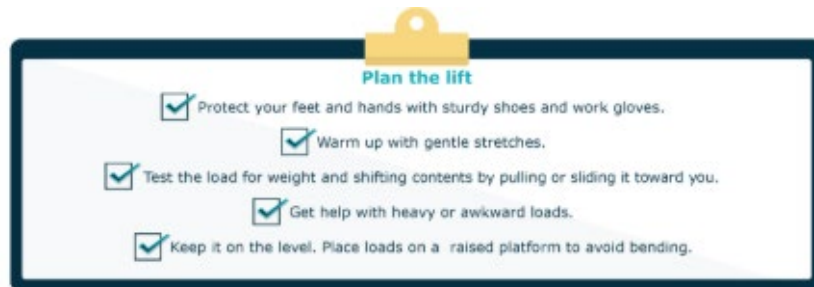 Plan the lift
Protect your feet and hands with sturdy shoes and work gloves.
Warm up with gentle stretches.
Test the load for weight and shifting contents by pulling or sliding it toward you.
Get help with heavy or awkward loads.
Keep it on the level. Place loads on a raised platform to avoid bending.